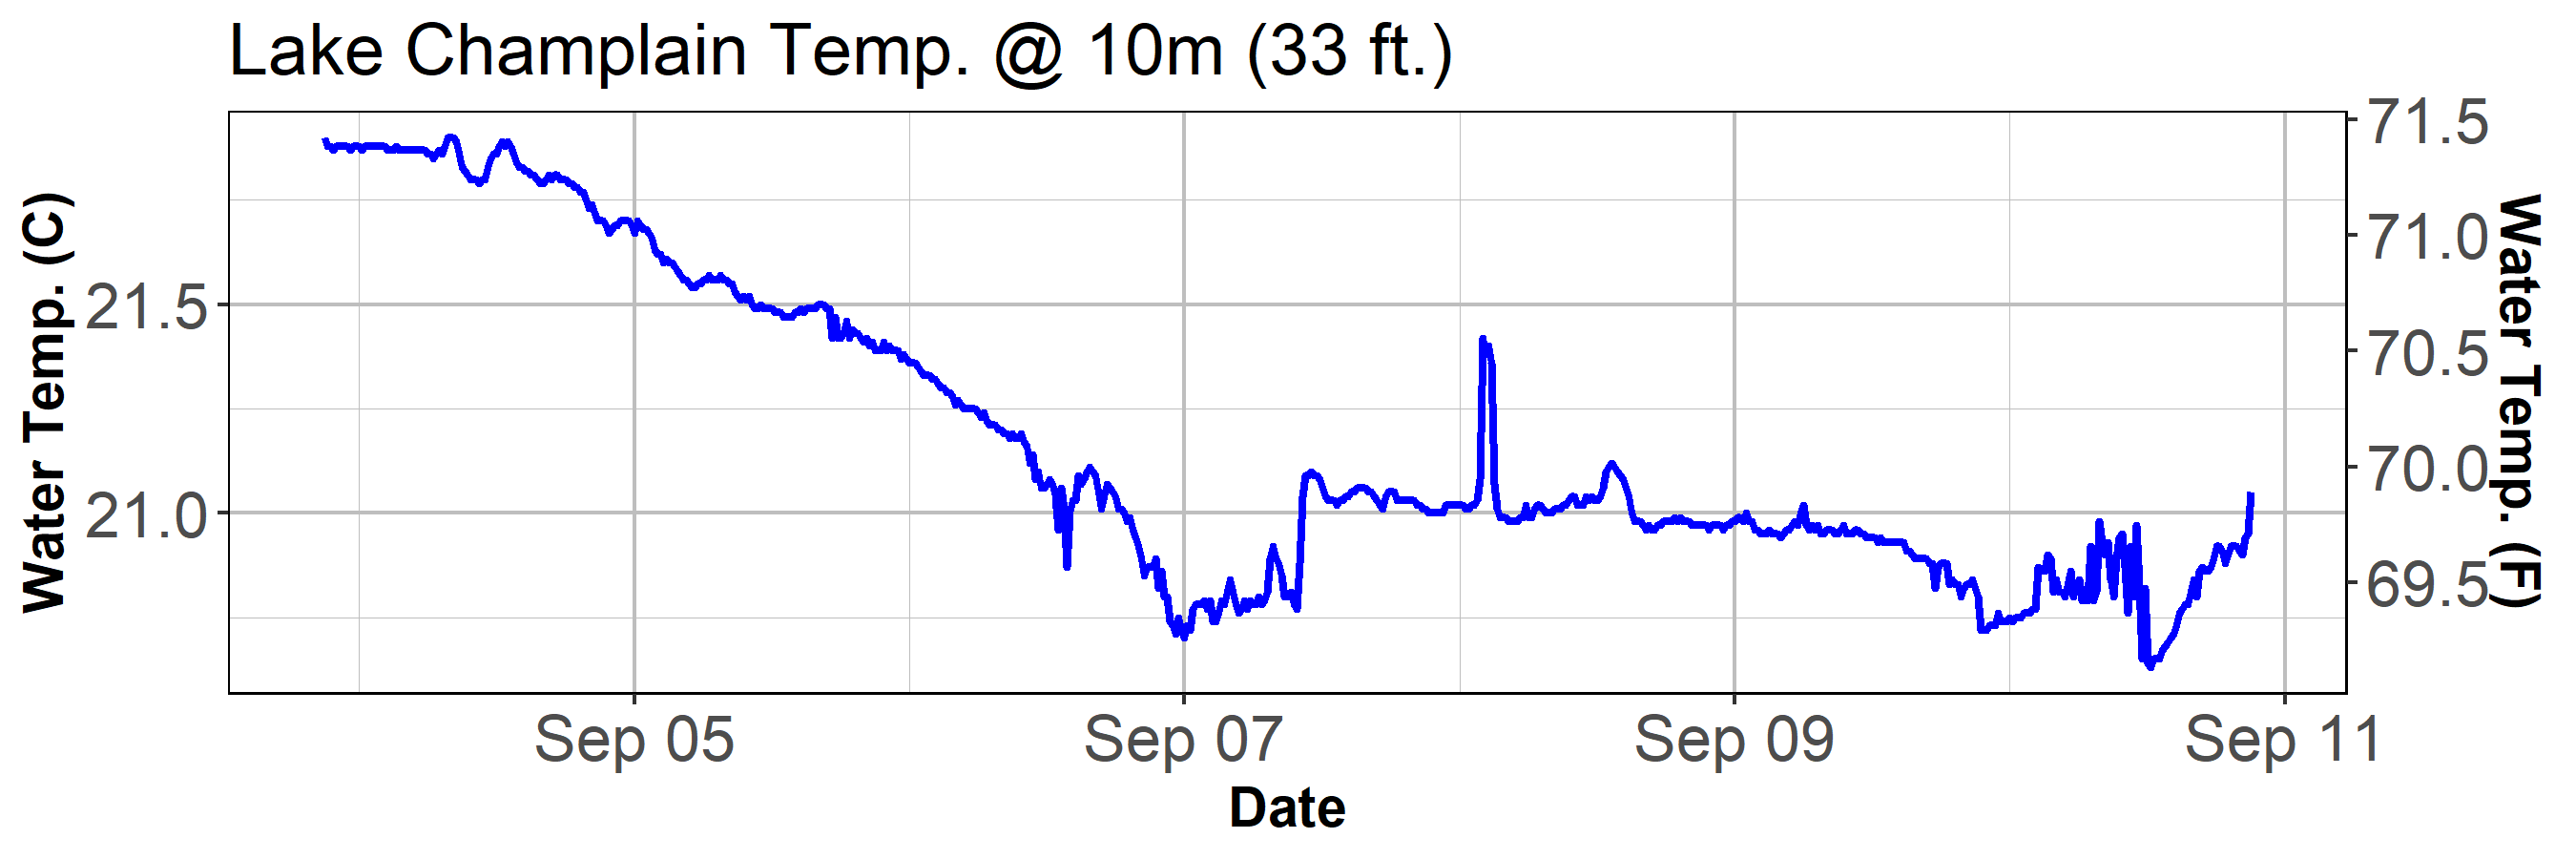 Lake Champlain Temp. @ 10m (33 ft.)
Water Temp. (C)
21.5
21.0
71.5
71.0
70.5
70.0
69.5
Water Temp. (F)
Sep 05
Sep 07
Sep 09
Sep 11
Date